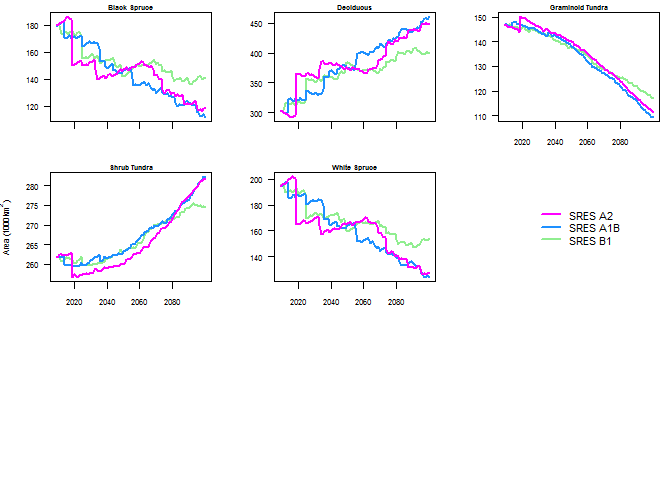 Black Spruce
180
160
140
120
Deciduous
450
400
350
300
Graminoid Tundra
150
140
130
120
110
2020 2040 2060 2080
Shrub Tundra
280
275
270
265
260
2020 2040 2060 2080
White Spruce
200
180
160
140
2020 2040 2060 2080
SRES A2
SRES A1B
SRES B1
Area (1000km²)